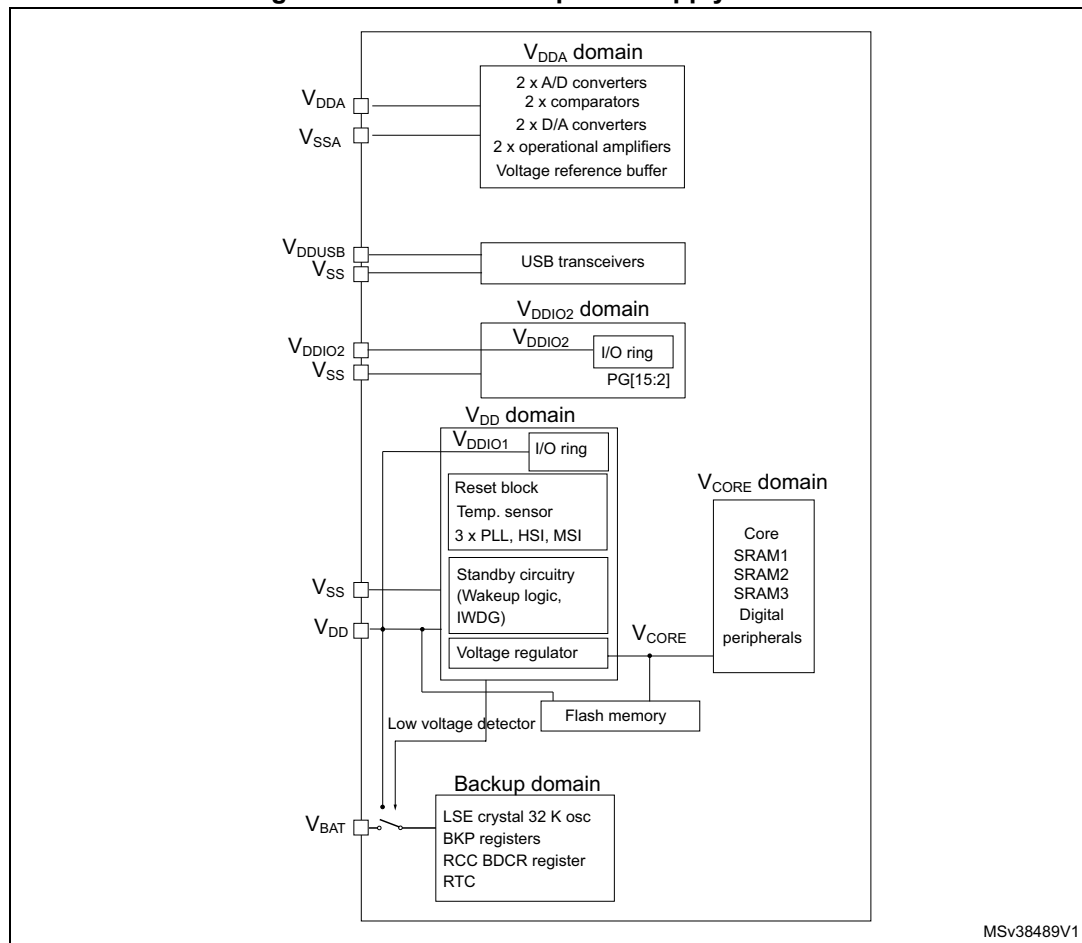 V_DDA domain
2 x A/D converters
2 x comparators
2 x D/A converters
2 x operational amplifiers
Voltage reference buffer
V_DDA
V_SSA
V_DDUSB
V_SS
USB transceivers
V_DDIO2 domain
V_DDIO2
V_DDIO2
V_SS
I/O ring
PG[15:2]
V_DD domain
V_DDIO1
I/O ring
Reset block
Temp. sensor
3 x PLL, HSI, MSI
Standby circuitry
(Wakeup logic,
IWDG)
Voltage regulator
V_SS
V_DD
V_CORE
V_CORE domain
Core
SRAM1
SRAM2
SRAM3
Digital
peripherals
Flash memory
Low voltage detector
Backup domain
V_BAT
LSE crystal 32 K osc
BKP registers
RCC BDCR register
RTC
MSv38489V1